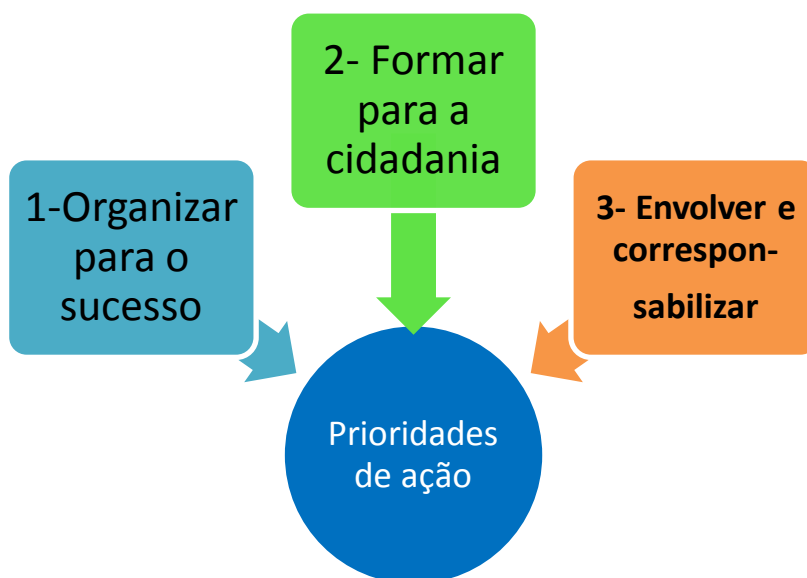 1-Organizar
para o
sucesso
2- Formar
para a
cidadania
3- Envolver e
correspon-
sabilizar
Prioridades
de ação